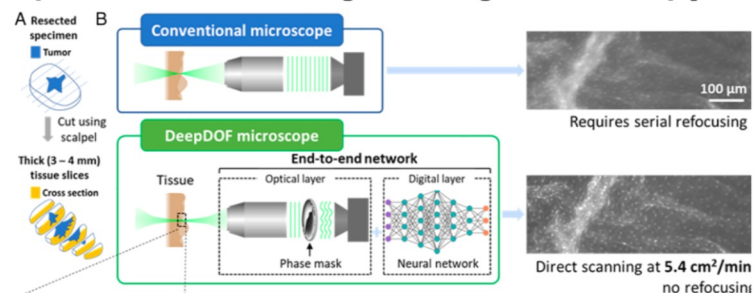 A
Resected
specimen
Tumor
Cut using
scalpel
Thick (3 – 4 mm)
tissue slices
Cross section
B
Conventional microscope
100 µm
Requires serial refocusing
DeepDOF microscope
End-to-end network
Tissue
Optical layer
Digital layer
Phase mask
Neural network
Direct scanning at 5.4 cm²/min
no refocusing